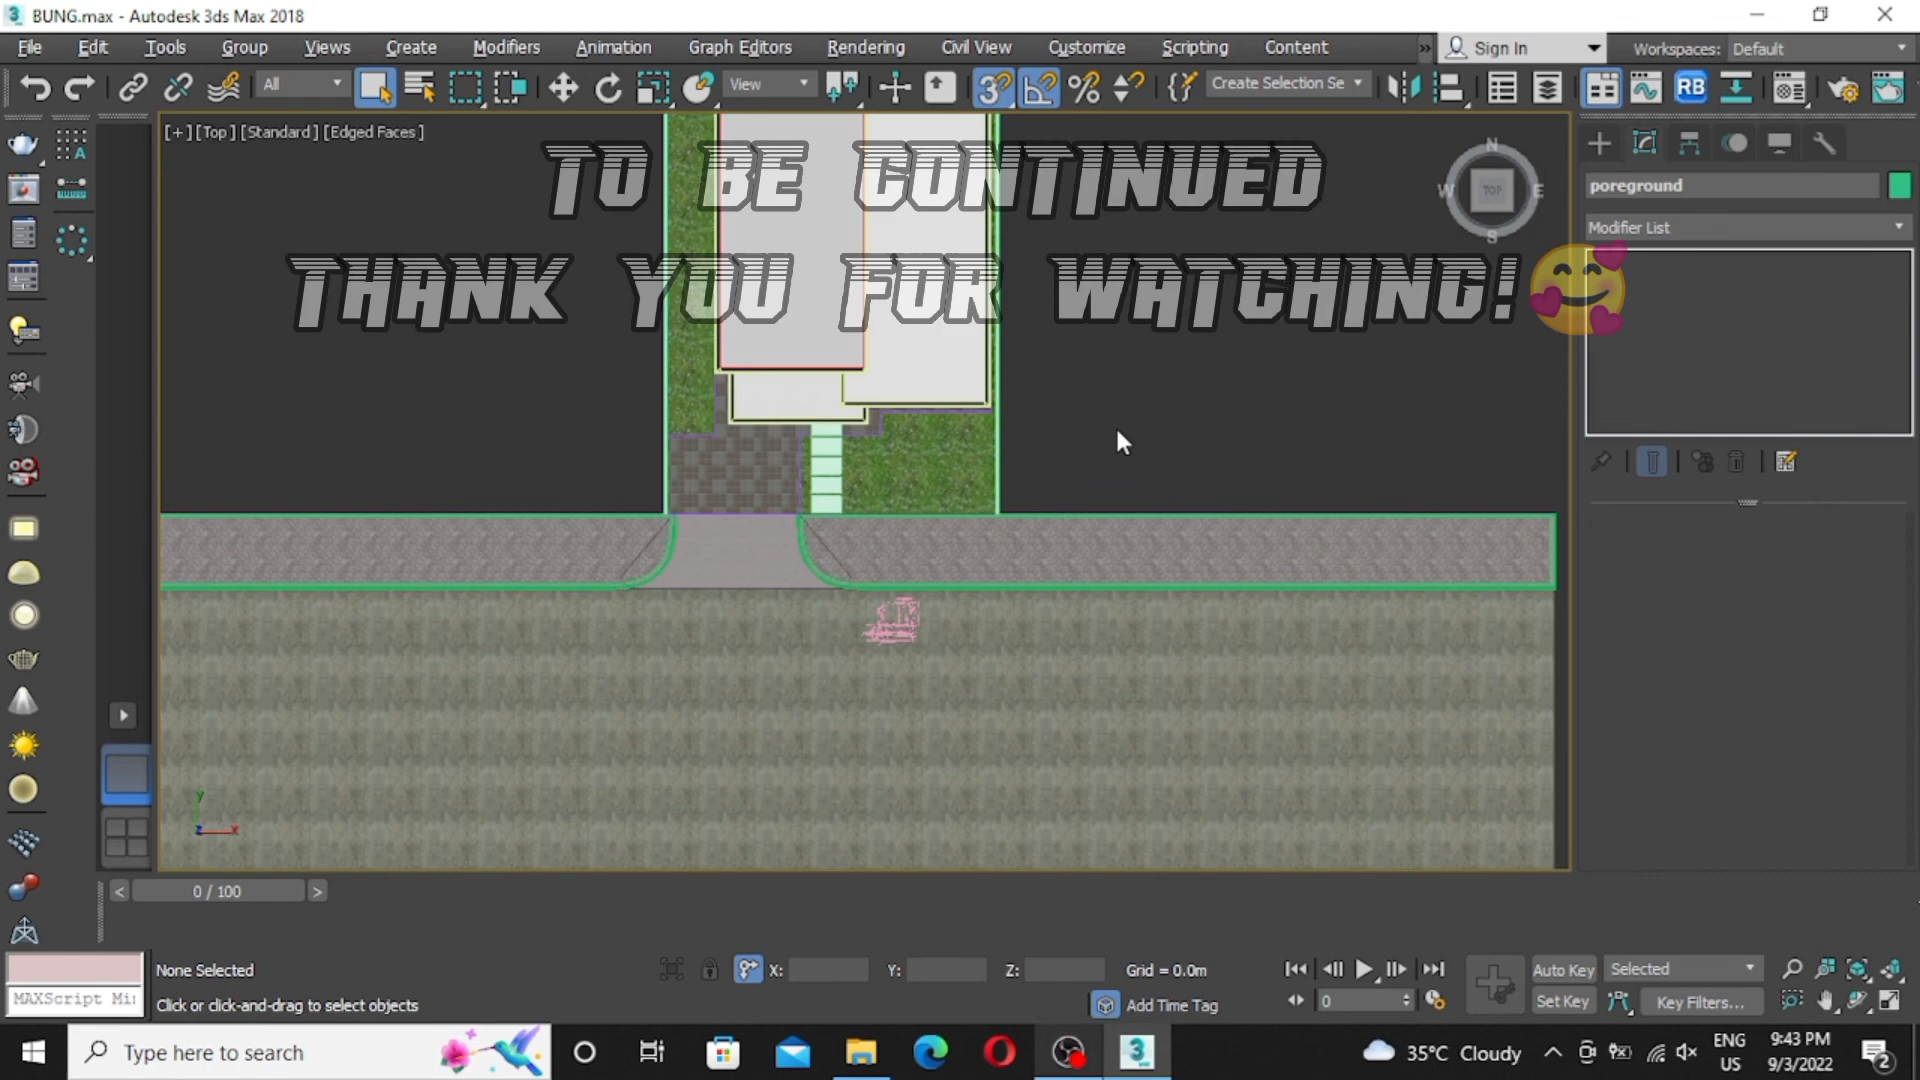 BUNG.max - Autodesk 3ds Max 2018
File Edit Tools Group Views Create Modifiers Animation Graph Editors Rendering Civil View Customize Scripting Content » Sign In Workspaces: Default
All View Create Selection Se RB
[+] [Top] [Standard] [Edged Faces]
TO BE CONTINUED
THANK YOU FOR WATCHING!
N
W TOP E
S
poreground
Modifier List
y
z x
< 0 / 100 >
None Selected X: Y: Z: Grid = 0.0m Auto Key Selected
MAXScript Mi
Click or click-and-drag to select objects Add Time Tag 0 Set Key Key Filters...
Type here to search
35°C Cloudy
ENG
US
9:43 PM
9/3/2022
2